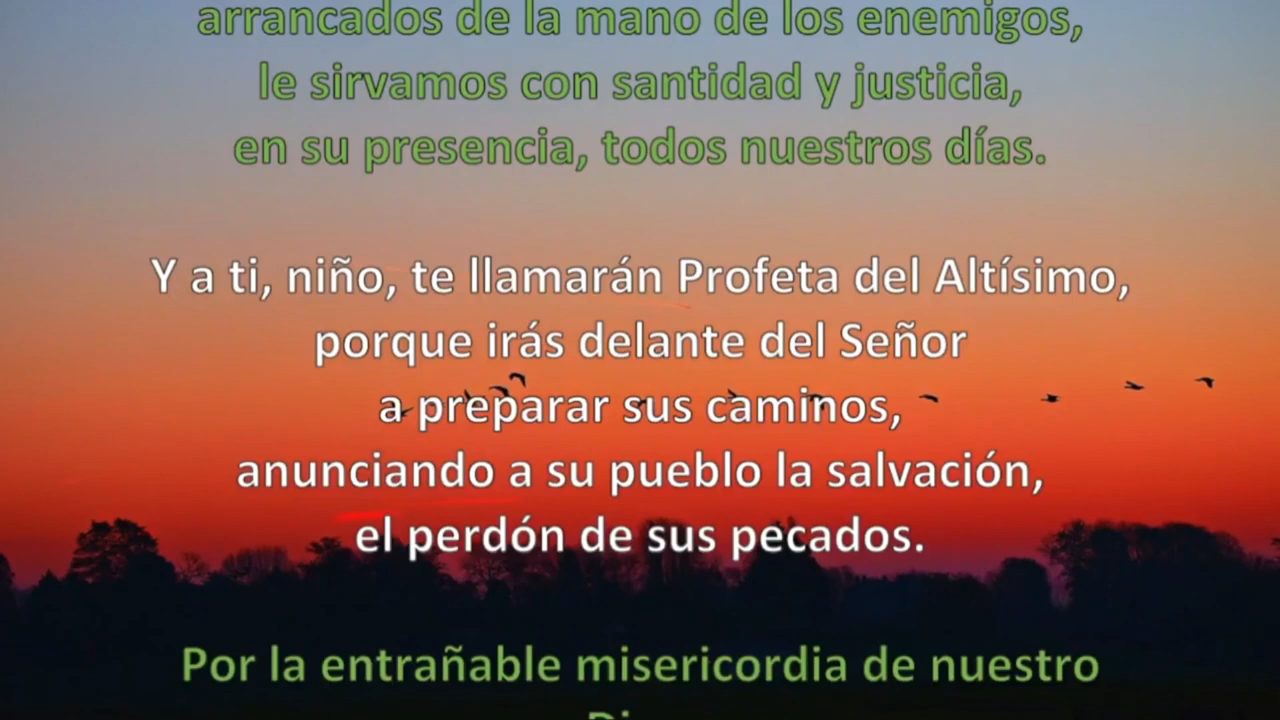 arrancados de la mano de los enemigos,
le sirvamos con santidad y justicia,
en su presencia, todos nuestros días.
Y a ti, niño, te llamarán Profeta del Altísimo,
porque irás delante del Señor
a preparar sus caminos,
anunciando a su pueblo la salvación,
el perdón de sus pecados.
Por la entrañable misericordia de nuestro